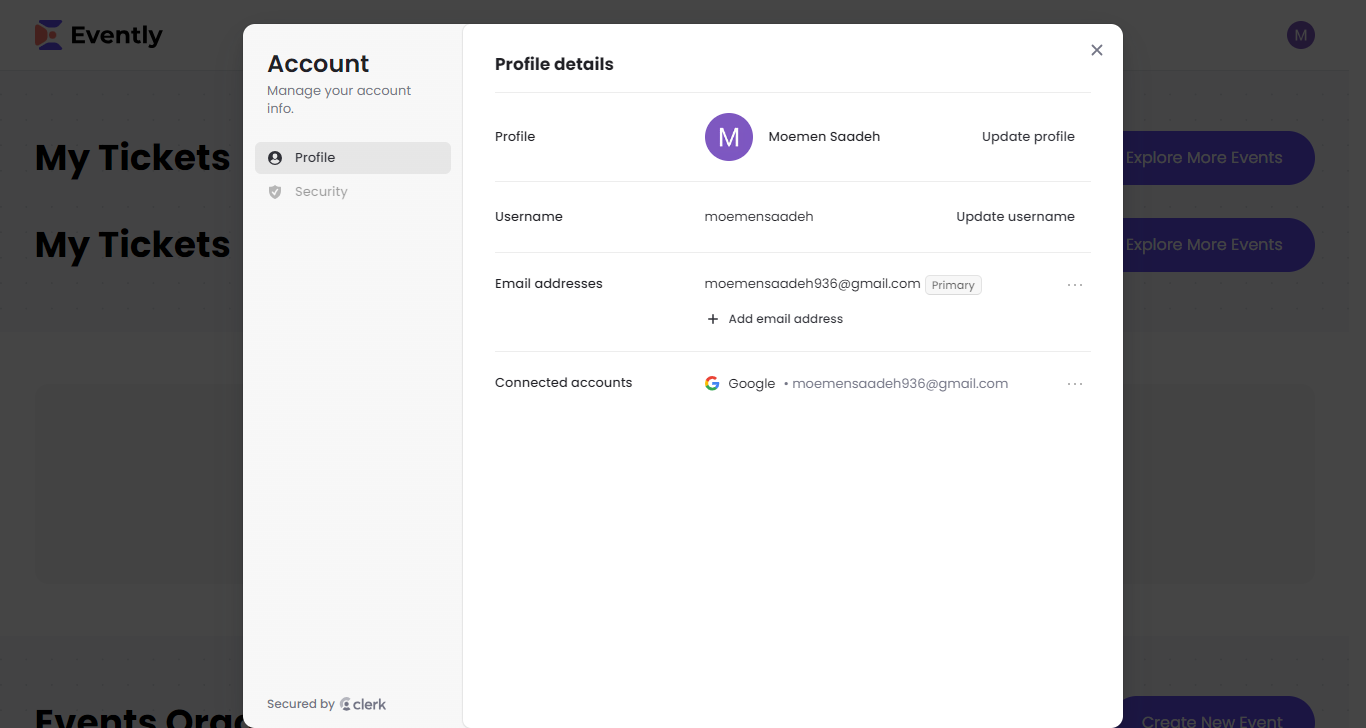 Evently
M
My Tickets
Explore More Events
My Tickets
Explore More Events
Events Orga
Create New Event
Account
Manage your account
info.
Profile
Security
Secured by clerk
Profile details
Profile
M
Moemen Saadeh
Update profile
Username
moemensaadeh
Update username
Email addresses
moemensaadeh936@gmail.com Primary
+ Add email address
Connected accounts
Google • moemensaadeh936@gmail.com